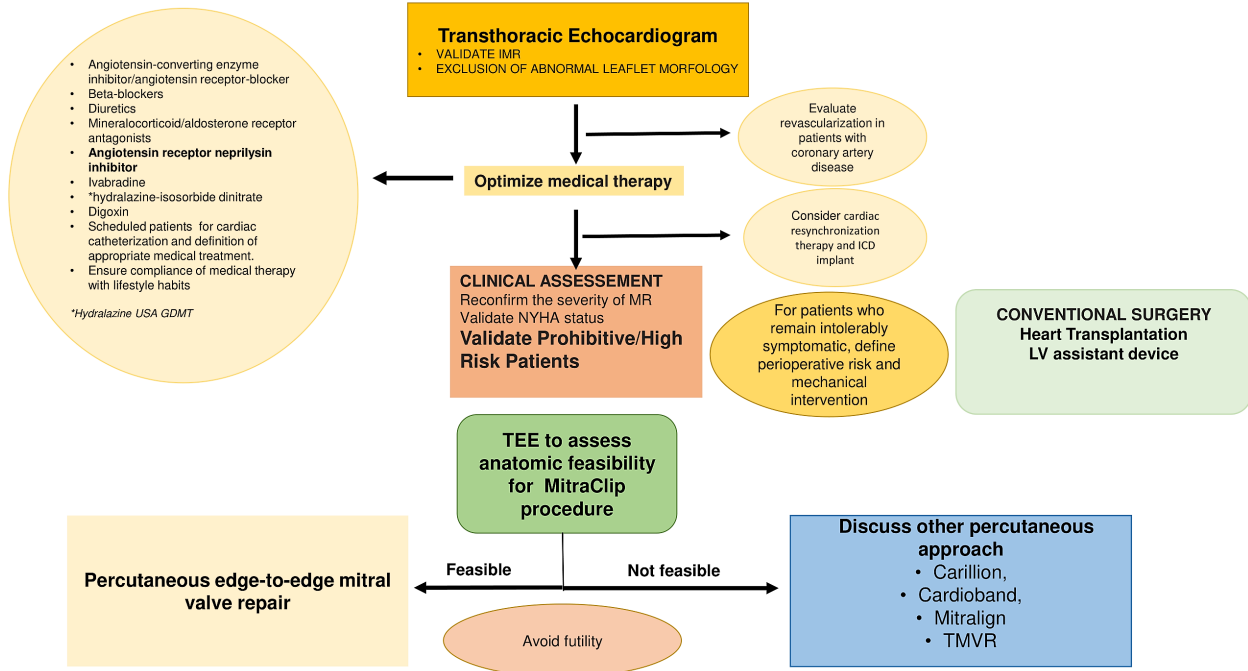 Transthoracic Echocardiogram
• VALIDATE IMR
• EXCLUSION OF ABNORMAL LEAFLET MORFOLOGY
• Angiotensin-converting enzyme
inhibitor/angiotensin receptor-blocker
• Beta-blockers
• Diuretics
• Mineralocorticoid/aldosterone receptor
antagonists
• Angiotensin receptor neprilysin
inhibitor
• Ivabradine
• *hydralazine-isosorbide dinitrate
• Digoxin
• Scheduled patients for cardiac
catheterization and definition of
appropriate medical treatment.
• Ensure compliance of medical therapy
with lifestyle habits
*Hydralazine USA GDMT
Evaluate
revascularization in
patients with
coronary artery
disease
Optimize medical therapy
Consider cardiac
resynchronization
therapy and ICD
implant
CLINICAL ASSESSEMENT
Reconfirm the severity of MR
Validate NYHA status
Validate Prohibitive/High
Risk Patients
For patients who
remain intolerably
symptomatic, define
perioperative risk and
mechanical
intervention
CONVENTIONAL SURGERY
Heart Transplantation
LV assistant device
TEE to assess
anatomic feasibility
for MitraClip
procedure
Feasible
Not feasible
Percutaneous edge-to-edge mitral
valve repair
Avoid futility
Discuss other percutaneous
approach
• Carillion,
• Cardioband,
• Mitralign
• TMVR